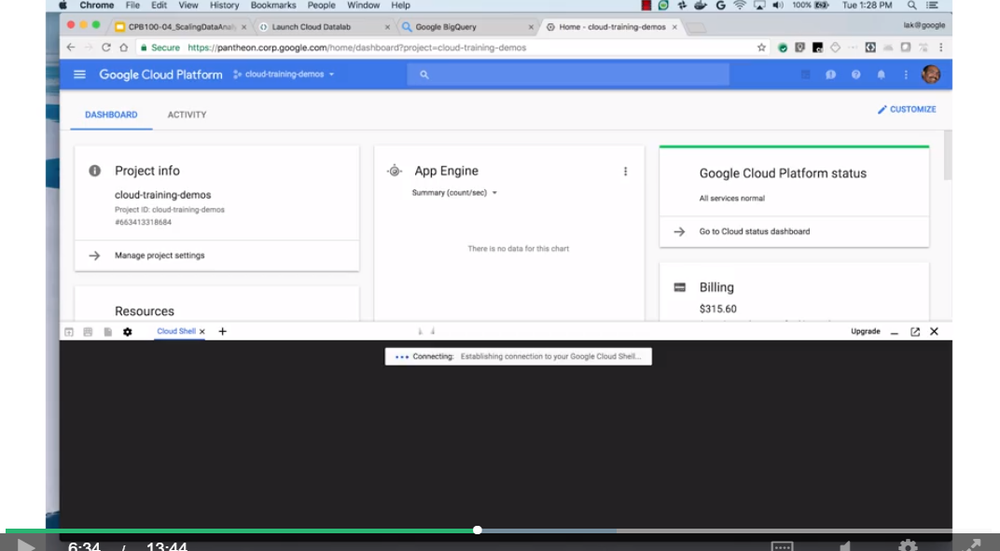 Chrome File Edit View History Bookmarks People Window Help 100% Tue 1:28 PM
CPB100-04_ScalingDataAnaly Launch Cloud Datalab Google BigQuery Home - cloud-training-demos lak@google
Secure https://pantheon.corp.google.com/home/dashboard?project=cloud-training-demos
Google Cloud Platform cloud-training-demos
DASHBOARD ACTIVITY CUSTOMIZE
Project info
cloud-training-demos
Project ID: cloud-training-demos
#663413318684
Manage project settings
Resources
App Engine
Summary (count/sec)
There is no data for this chart
Google Cloud Platform status
All services normal
Go to Cloud status dashboard
Billing
$315.60
Cloud Shell Upgrade
Connecting: Establishing connection to your Google Cloud Shell...
6:34 / 13:44